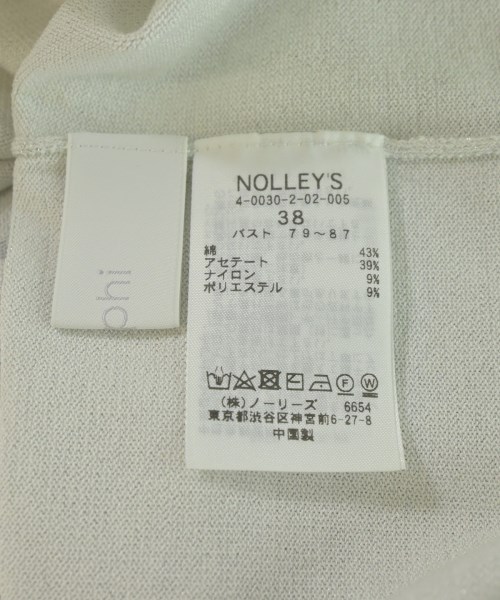 NOLLEY'S
4-0030-2-02-005
38
バスト 79～87
綿 43%
アセテート 39%
ナイロン 9%
ポリエステル 9%
F W
(株)ノーリーズ 6654
東京都渋谷区神宮前6-27-8
中国製